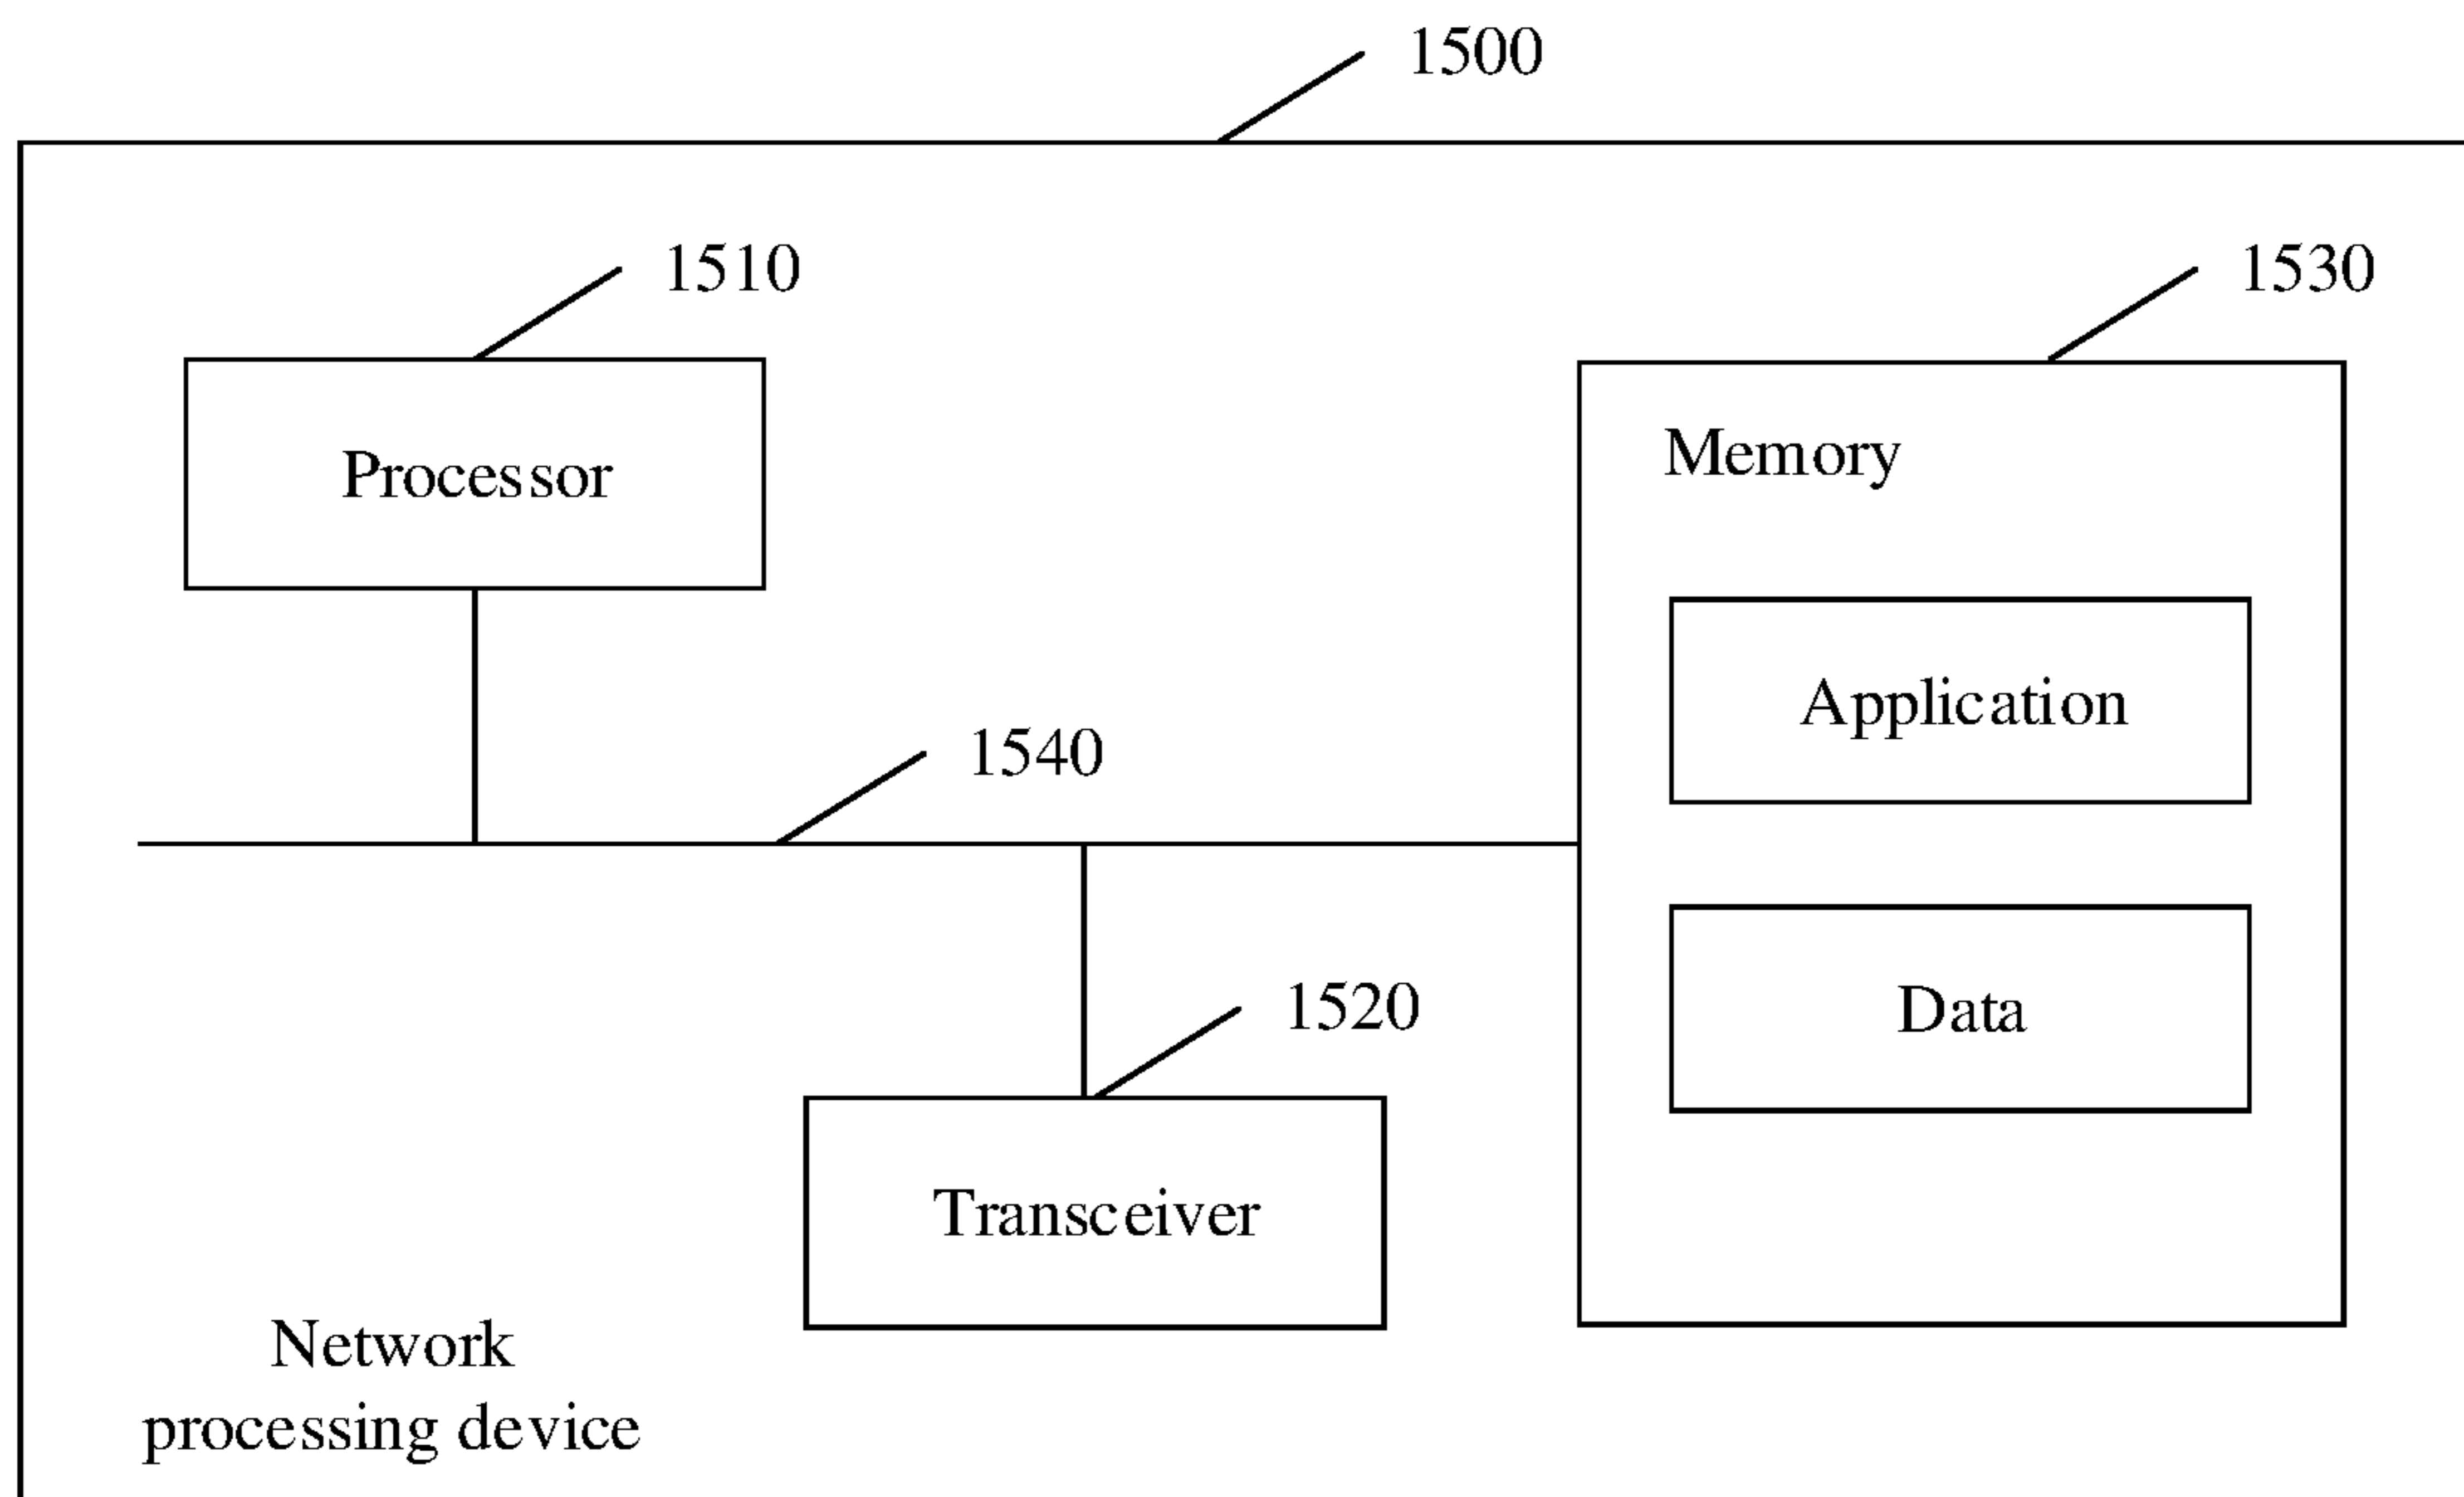 1500
1510
1530
Processor
Memory
Application
1540
Data
1520
Transceiver
Network
processing device